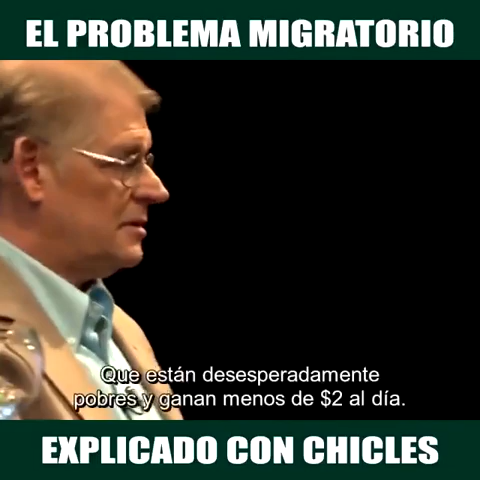 EL PROBLEMA MIGRATORIO
Que están desesperadamente
pobres y ganan menos de $2 al día.
EXPLICADO CON CHICLES